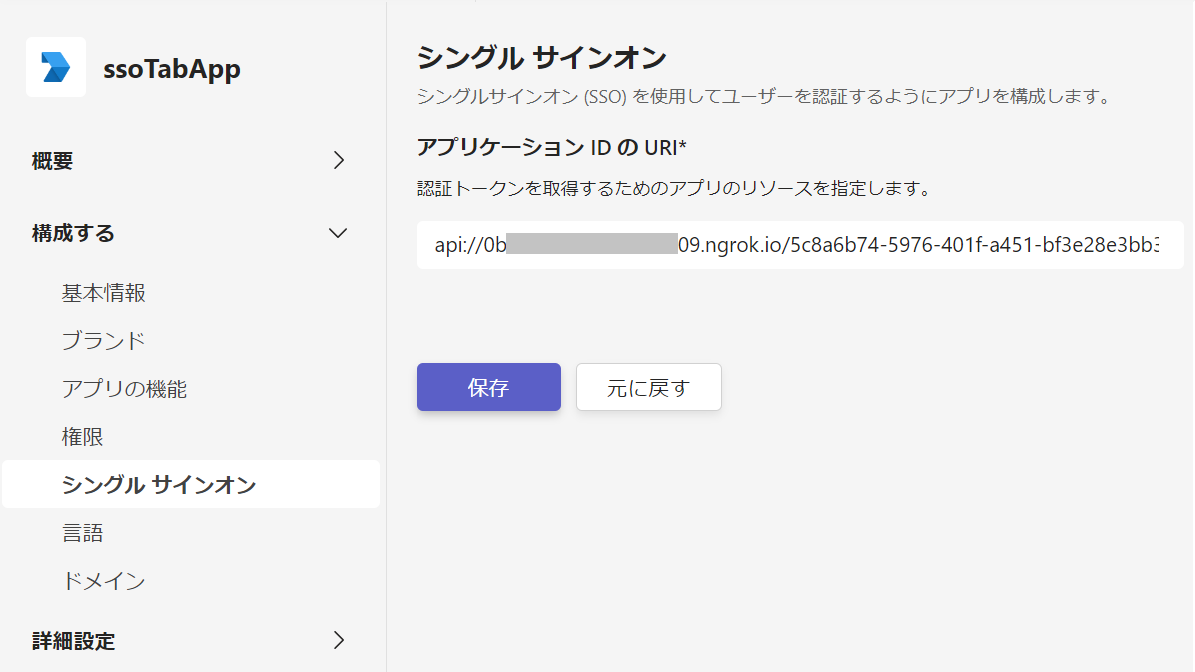 ssoTabApp
概要
構成する
基本情報
ブランド
アプリの機能
権限
シングル サインオン
言語
ドメイン
詳細設定
シングル サインオン
シングルサインオン (SSO) を使用してユーザーを認証するようにアプリを構成します。
アプリケーション ID の URI*
認証トークンを取得するためのアプリのリソースを指定します。
api://0b 09.ngrok.io/5c8a6b74-5976-401f-a451-bf3e28e3bb3
保存
元に戻す